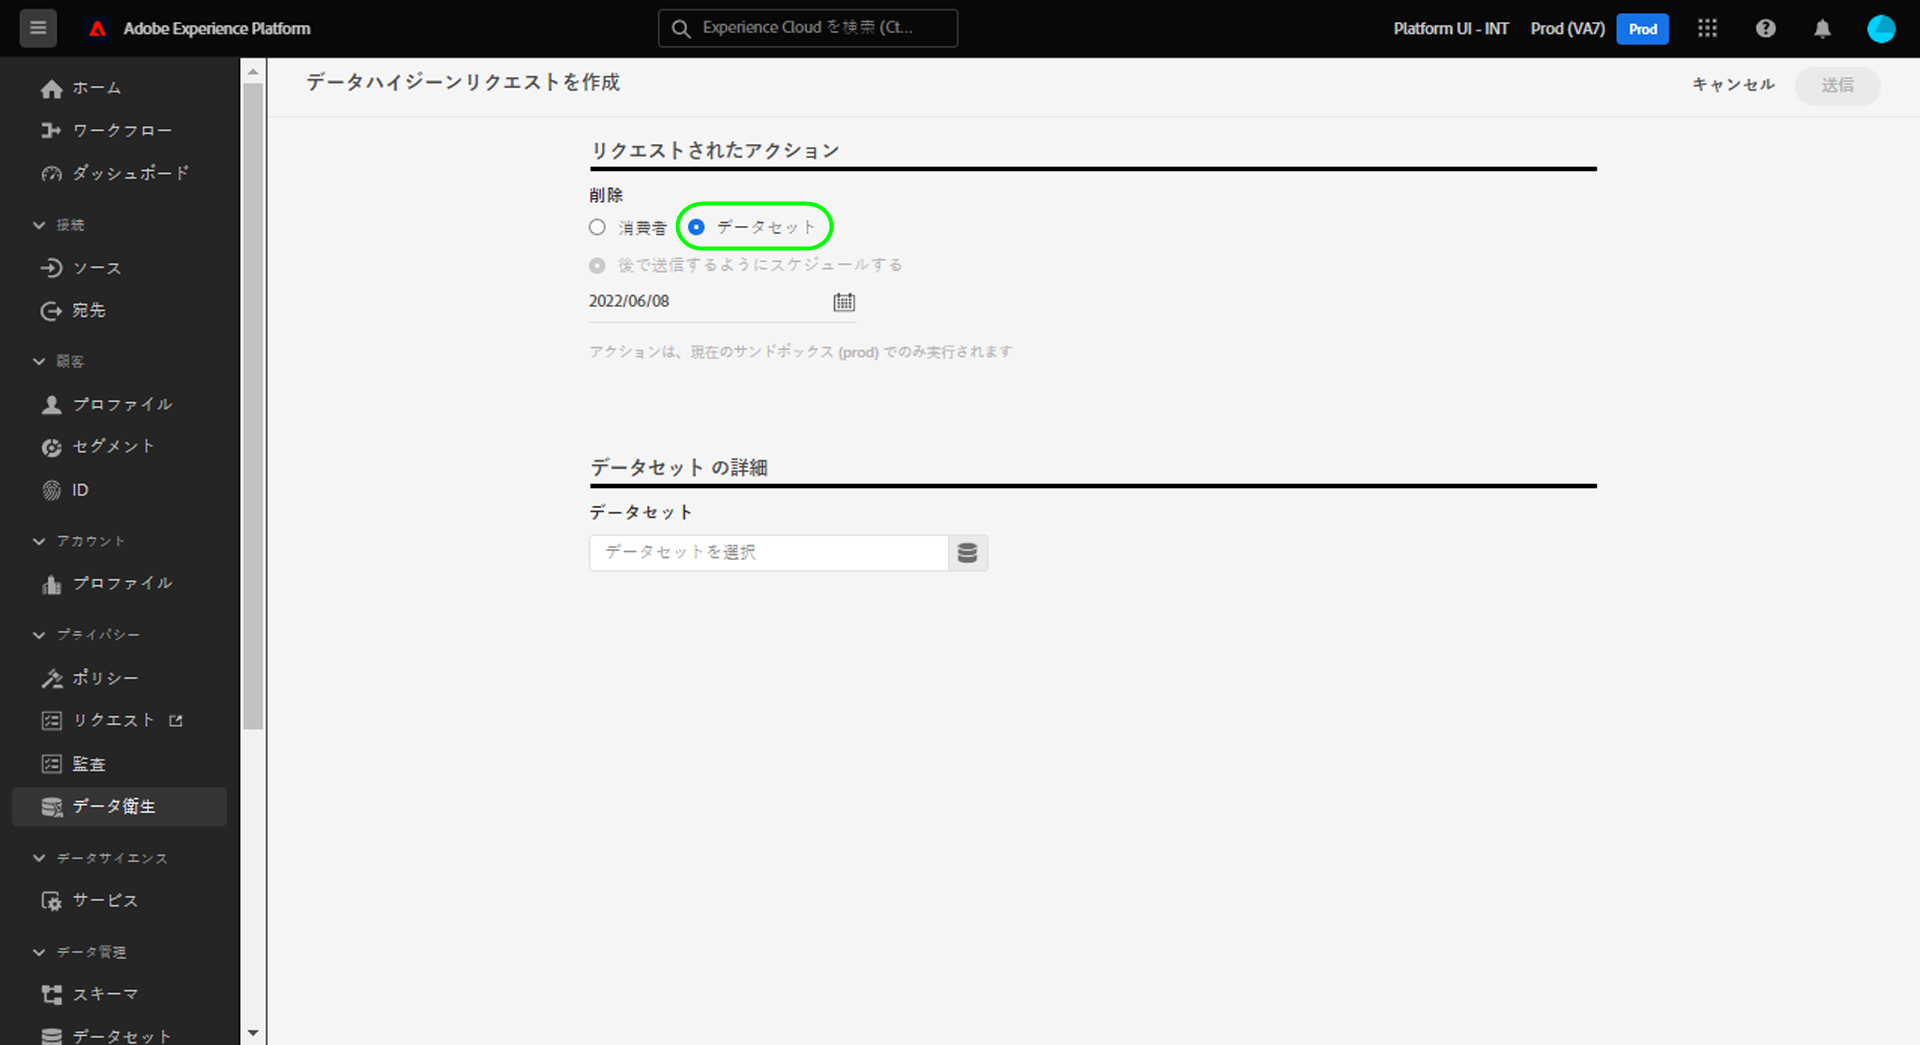 Adobe Experience Platform
Experience Cloud を検索 (Ct...
Platform UI - INT
Prod (VA7)
Prod
ホーム
ワークフロー
ダッシュボード
接続
ソース
宛先
顧客
プロファイル
セグメント
ID
アカウント
プロファイル
プライバシー
ポリシー
リクエスト
監査
データ衛生
データサイエンス
サービス
データ管理
スキーマ
データセット
データハイジーンリクエストを作成
キャンセル
送信
リクエストされたアクション
削除
消費者
データセット
後で送信するようにスケジュールする
2022/06/08
アクションは、現在のサンドボックス (prod) でのみ実行されます
データセット の詳細
データセット
データセットを選択